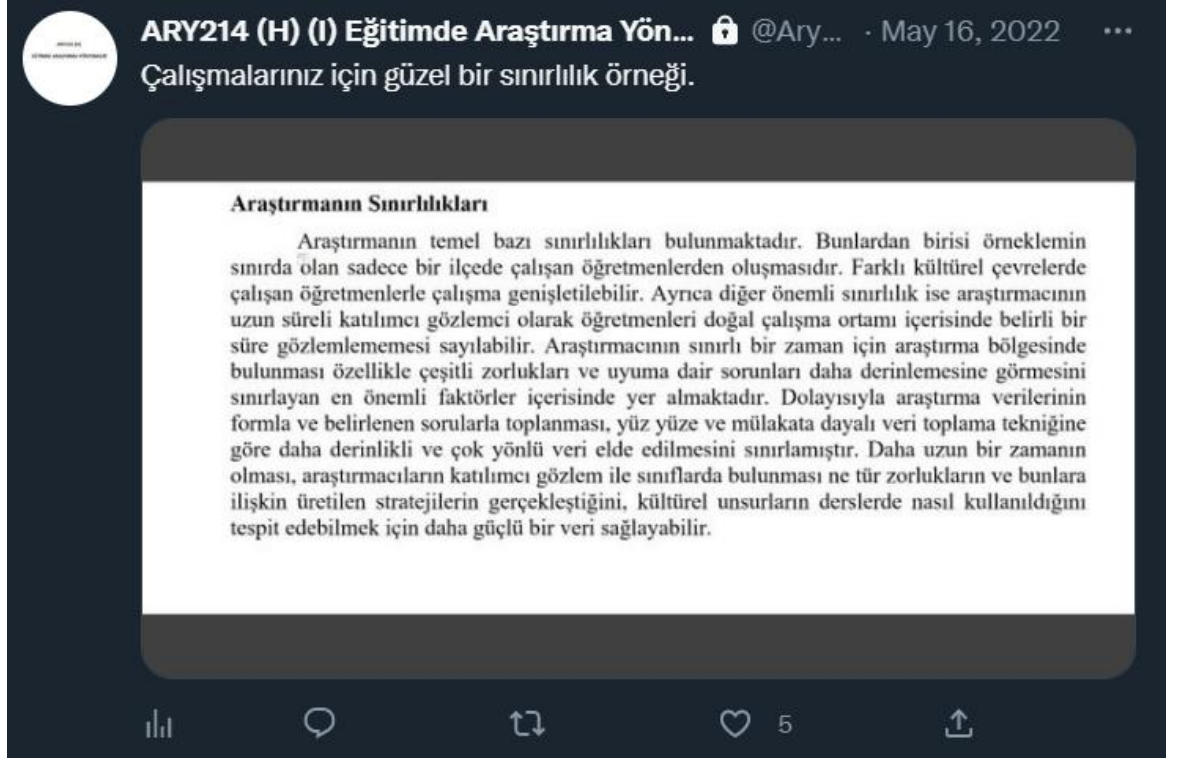 ARY214 (H) (I) Eğitimde Araştırma Yön... @Ary... · May 16, 2022
Çalışmalarınız için güzel bir sınırlılık örneği.
Araştırmanın Sınırlılıkları
Araştırmanın temel bazı sınırlılıkları bulunmaktadır. Bunlardan birisi örneklemin
sınırda olan sadece bir ilçede çalışan öğretmenlerden oluşmasıdır. Farklı kültürel çevrelerde
çalışan öğretmenlerle çalışma genişletilebilir. Ayrıca diğer önemli sınırlılık ise araştırmacının
uzun süreli katılımcı gözlemci olarak öğretmenleri doğal çalışma ortamı içerisinde belirli bir
süre gözlemlememesi sayılabilir. Araştırmacının sınırlı bir zaman için araştırma bölgesinde
bulunması özellikle çeşitli zorlukları ve uyuma dair sorunları daha derinlemesine görmesini
sınırlayan en önemli faktörler içerisinde yer almaktadır. Dolayısıyla araştırma verilerinin
formla ve belirlenen sorularla toplanması, yüz yüze ve mülakata dayalı veri toplama tekniğine
göre daha derinlikli ve çok yönlü veri elde edilmesini sınırlamıştır. Daha uzun bir zamanın
olması, araştırmacıların katılımcı gözlem ile sınıflarda bulunması ne tür zorlukların ve bunlara
ilişkin üretilen stratejilerin gerçekleştiğini, kültürel unsurların derslerde nasıl kullanıldığını
tespit edebilmek için daha güçlü bir veri sağlayabilir.
5